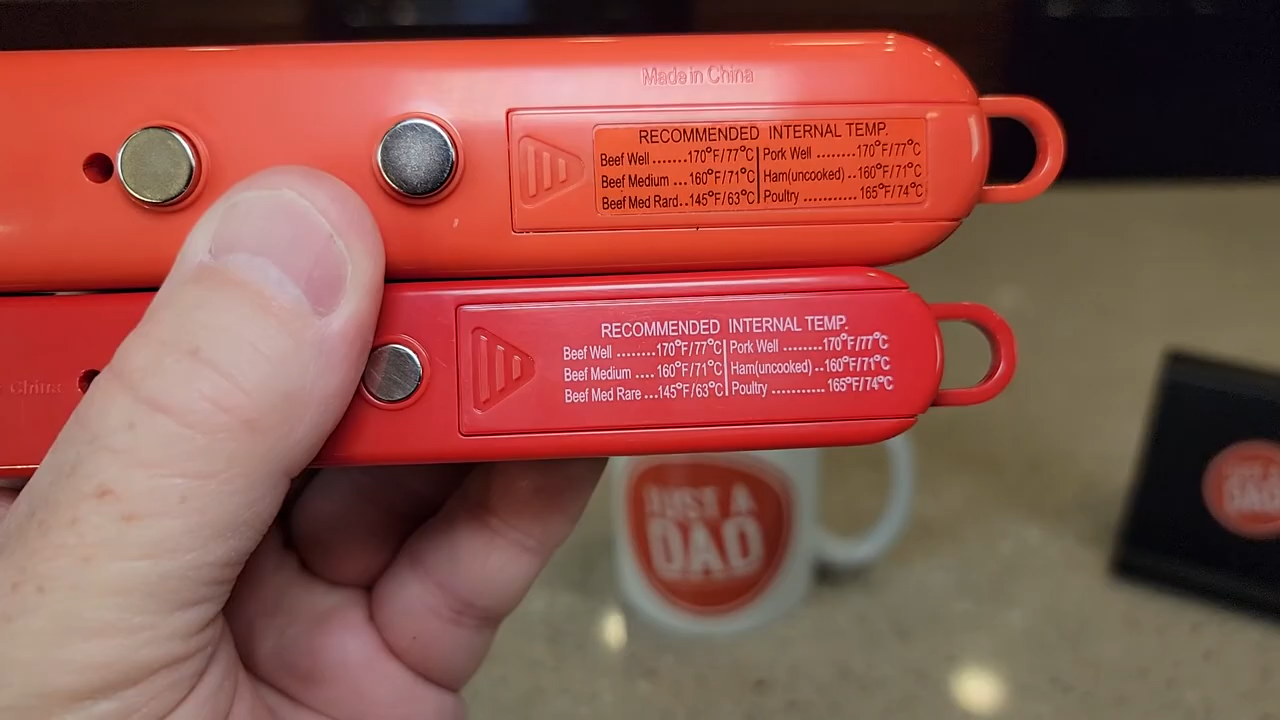 Made in China
RECOMMENDED INTERNAL TEMP.
Beef Well .......170°F/77°C Pork Well ........170°F/77°C
Beef Medium ...160°F/71°C Ham(uncooked) ..160°F/71°C
Beef Med Rard..145°F/63°C Poultry ...........165°F/74°C
China
RECOMMENDED INTERNAL TEMP.
Beef Well ........170°F/77°C Pork Well ........170°F/77°C
Beef Medium ....160°F/71°C Ham(uncooked) ..160°F/71°C
Beef Med Rare ...145°F/63°C Poultry ...........165°F/74°C
JUST A
DAD
JUST A
DAD